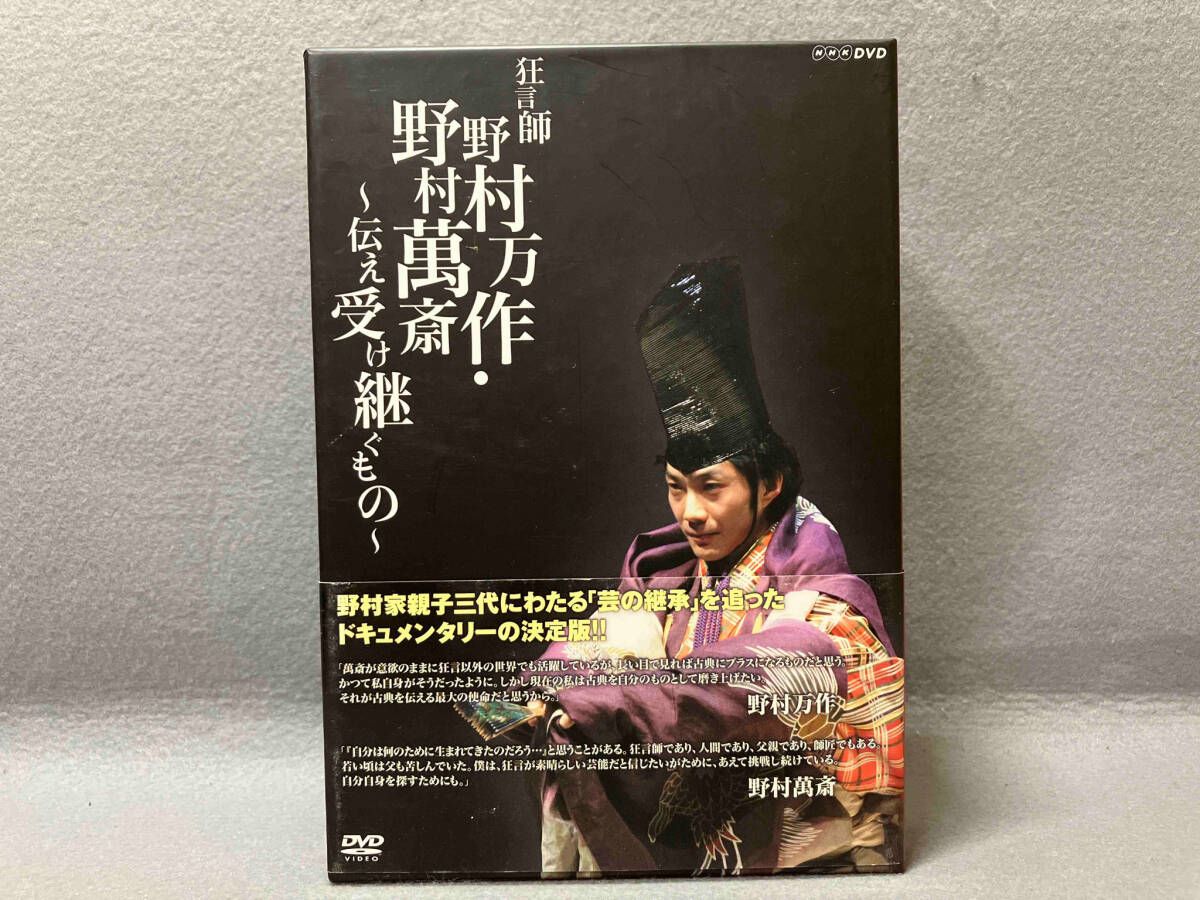 NHK DVD
狂言師
野村万作・
野村萬斎
～伝え受け継ぐもの～
野村家親子三代にわたる「芸の継承」を追った
ドキュメンタリーの決定版!!
「萬斎が意欲のままに狂言以外の世界でも活躍しているが、長い目で見れば古典にプラスになるものだと思う。
かつて私自身がそうだったように。しかし現在の私は古典を自分のものとして磨き上げたい。
それが古典を伝える最大の使命だと思うから。」
野村万作
「『自分は何のために生まれてきたのだろう…』と思うことがある。狂言師であり、人間であり、父親であり、師匠でもある。
若い頃は父も苦しんでいた。僕は、狂言が素晴らしい芸能だと信じたいがために、あえて挑戦し続けている。
自分自身を探すためにも。」
野村萬斎
DVD
VIDEO